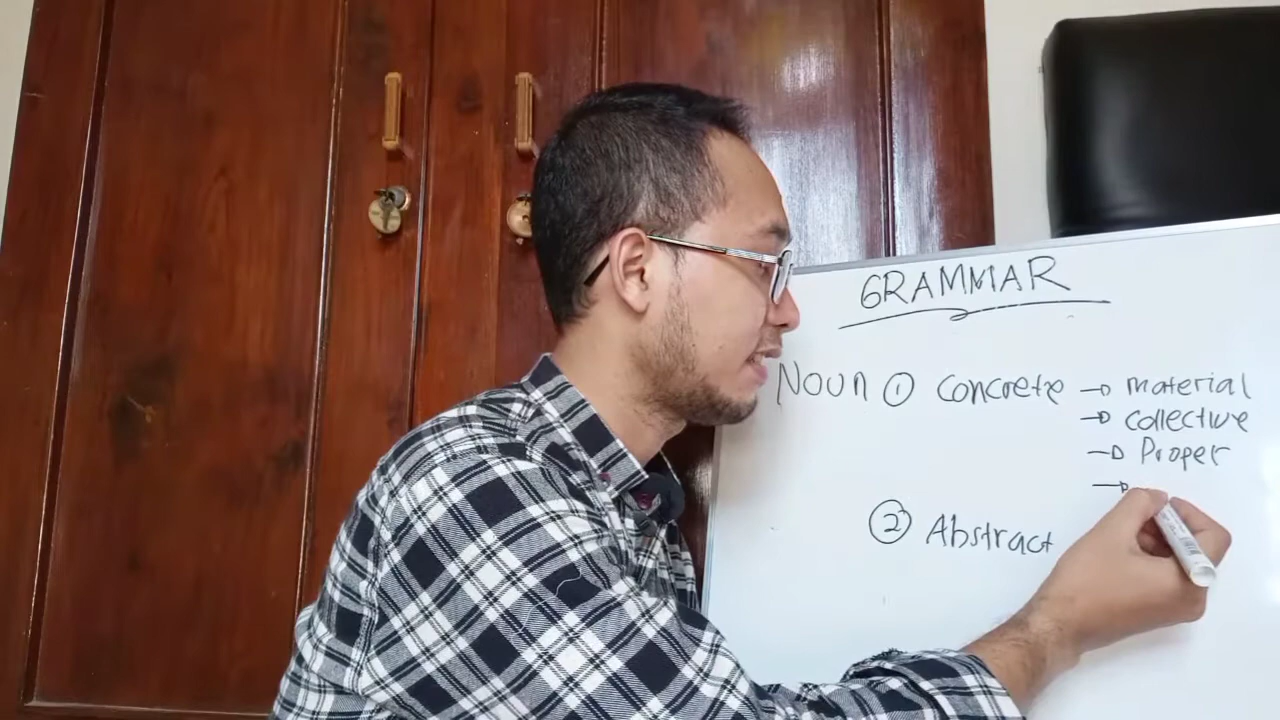 GRAMMAR
Noun ① Concrete → material
→ Collective
→ Proper
→
② Abstract